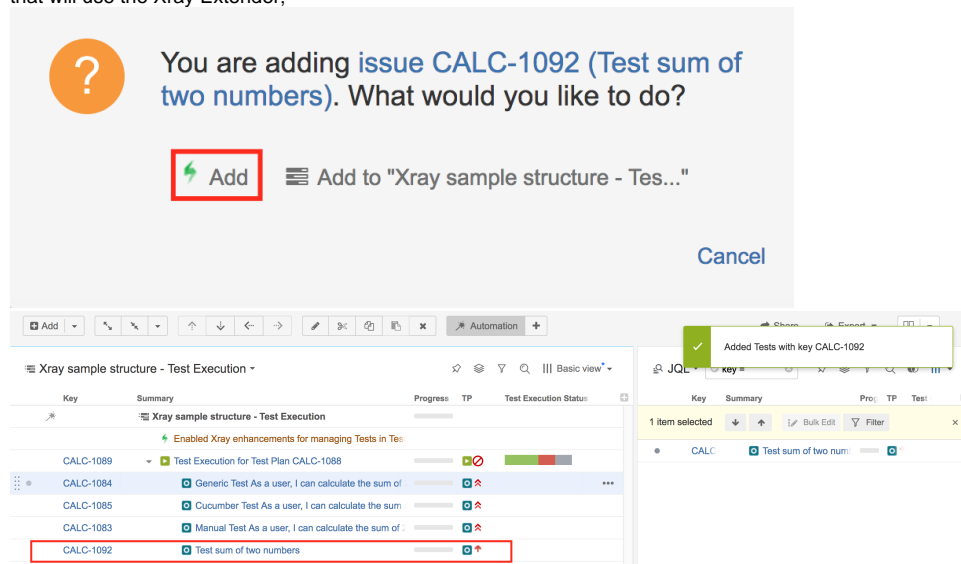 that will use the Xray Extender,
You are adding issue CALC-1092 (Test sum of
two numbers). What would you like to do?
Add Add to "Xray sample structure - Tes..."
Cancel
Add Automation Share Export
Added Tests with key CALC-1092
Xray sample structure - Test Execution Basic view JQL key =
Key Summary Progress TP Test Execution Status Key Summary Prog TP Test
Xray sample structure - Test Execution 1 item selected Bulk Edit Filter
Enabled Xray enhancements for managing Tests in Tes
CALC-1089 Test Execution for Test Plan CALC-1088 CALC Test sum of two num
CALC-1084 Generic Test As a user, I can calculate the sum of
CALC-1085 Cucumber Test As a user, I can calculate the sum
CALC-1083 Manual Test As a user, I can calculate the sum of
CALC-1092 Test sum of two numbers